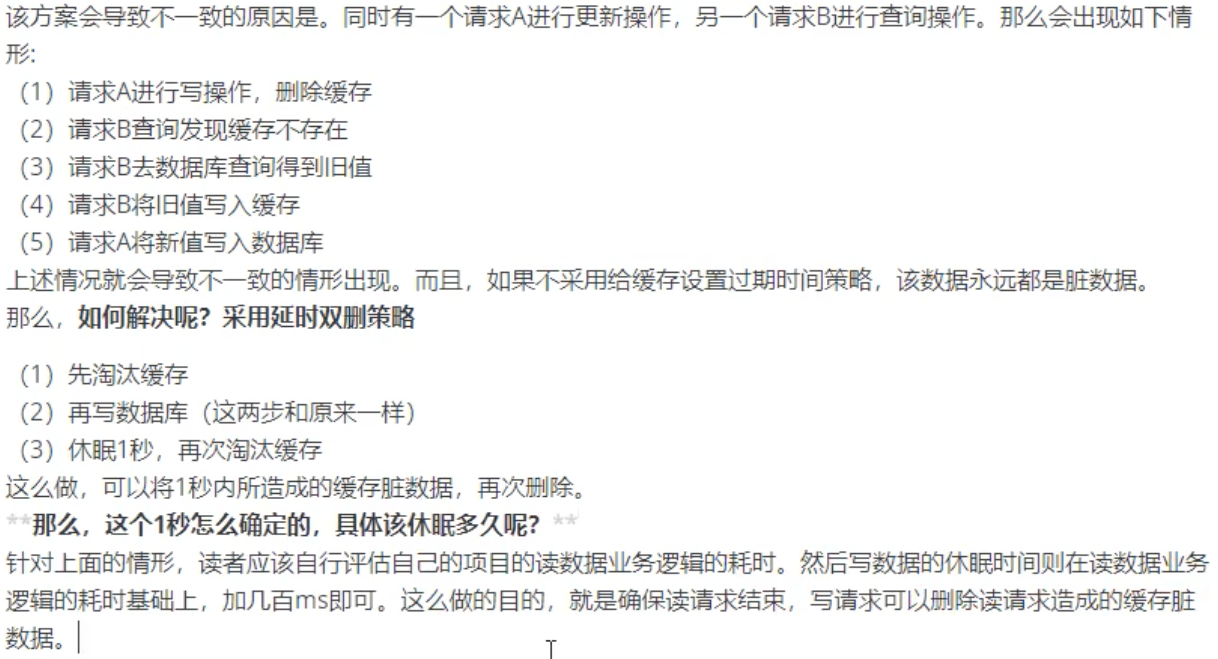 该方案会导致不一致的原因是。同时有一个请求A进行更新操作，另一个请求B进行查询操作。那么会出现如下情
形:
（1）请求A进行写操作，删除缓存
（2）请求B查询发现缓存不存在
（3）请求B去数据库查询得到旧值
（4）请求B将旧值写入缓存
（5）请求A将新值写入数据库
上述情况就会导致不一致的情形出现。而且，如果不采用给缓存设置过期时间策略，该数据永远都是脏数据。
那么，如何解决呢？采用延时双删策略
（1）先淘汰缓存
（2）再写数据库（这两步和原来一样）
（3）休眠1秒，再次淘汰缓存
这么做，可以将1秒内所造成的缓存脏数据，再次删除。
**那么，这个1秒怎么确定的，具体该休眠多久呢？**
针对上面的情形，读者应该自行评估自己的项目的读数据业务逻辑的耗时。然后写数据的休眠时间则在读数据业务
逻辑的耗时基础上，加几百ms即可。这么做的目的，就是确保读请求结束，写请求可以删除读请求造成的缓存脏
数据。